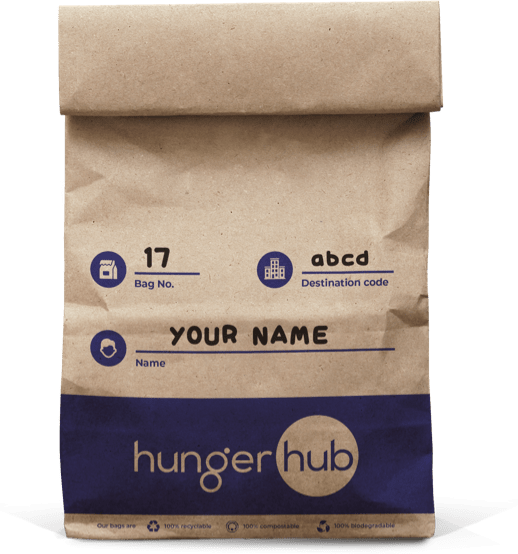 17 abcd
Bag No. Destination code
YOUR NAME
Name
hungerhub
Our bags are 100% recyclable 100% compostable 100% biodegradable